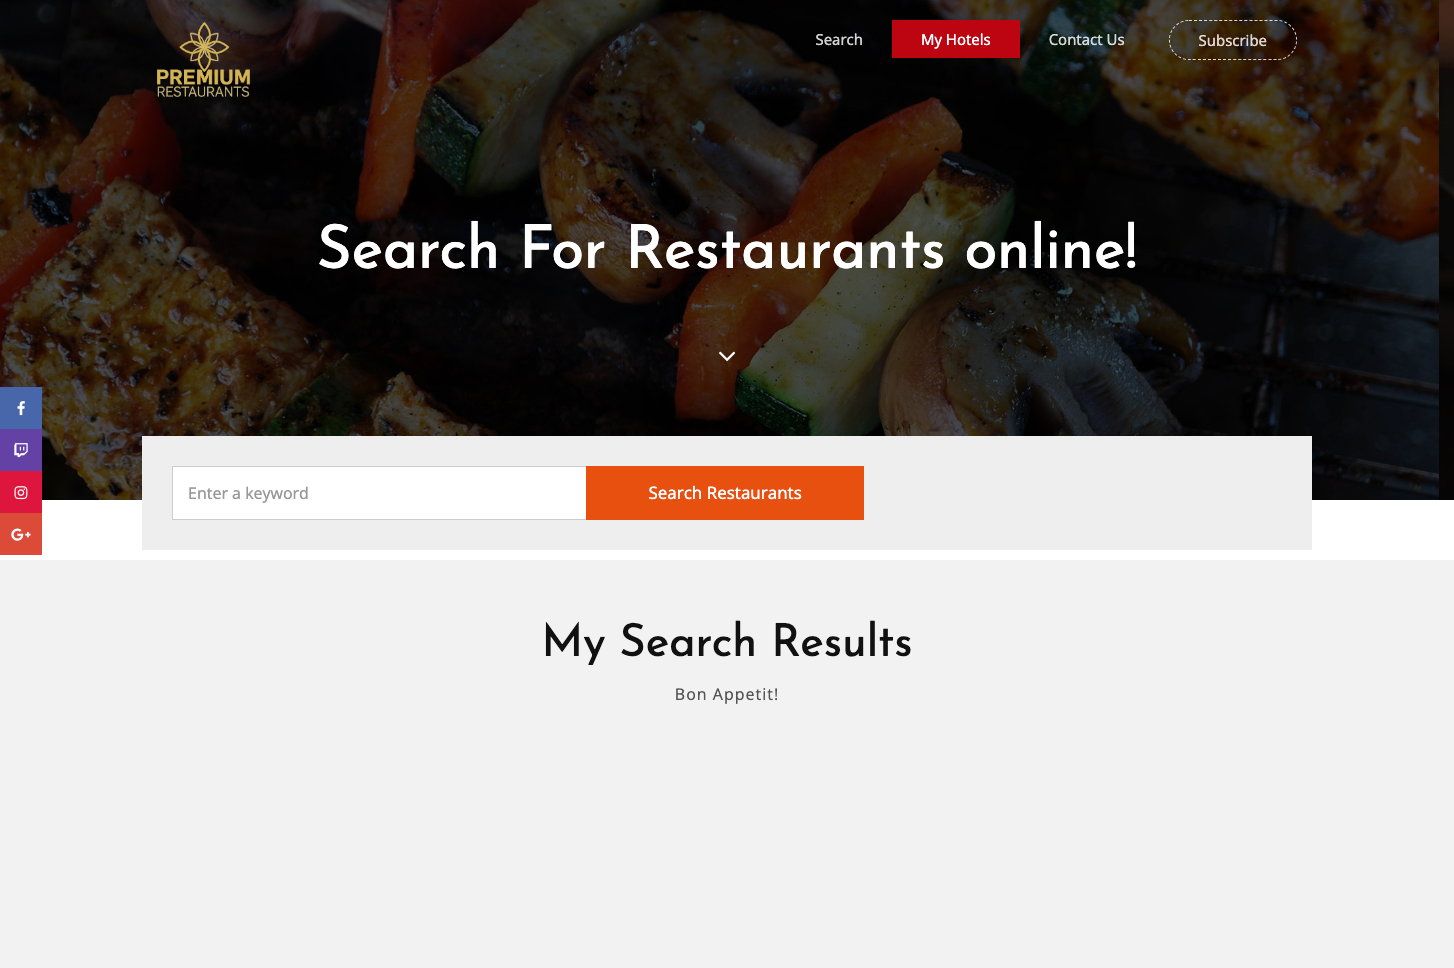 PREMIUM
RESTAURANTS
Search
My Hotels
Contact Us
Subscribe
Search For Restaurants online!
Enter a keyword
Search Restaurants
My Search Results
Bon Appetit!